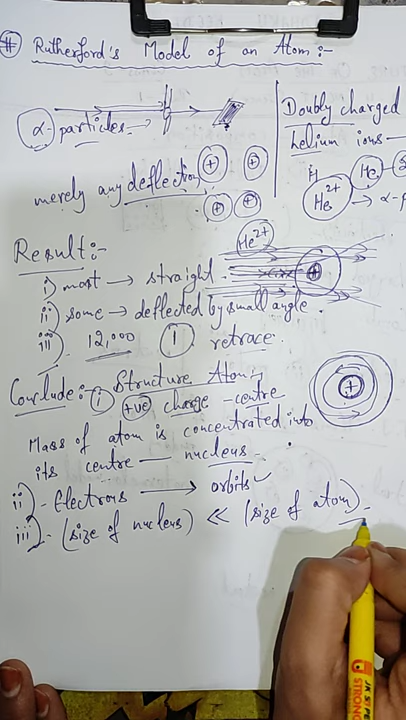 # Rutherford's Model of an Atom:-
α-particles
Doubly charged
helium ions-
H
He
He²⁺ → α-p
merely any deflection
+ +
+ +
He²⁺
Result:-
i) most → straight.
ii) some → deflected by small angle.
iii) 12,000 1 retrace.
+
Conclude:- i) Structure Atom;
+ve charge - centre
+
Mass of atom is concentrated into
its centre — nucleus.
ii)- Electrons → orbits
iii)- (size of nucleus) << (size of atom)-
STRONG